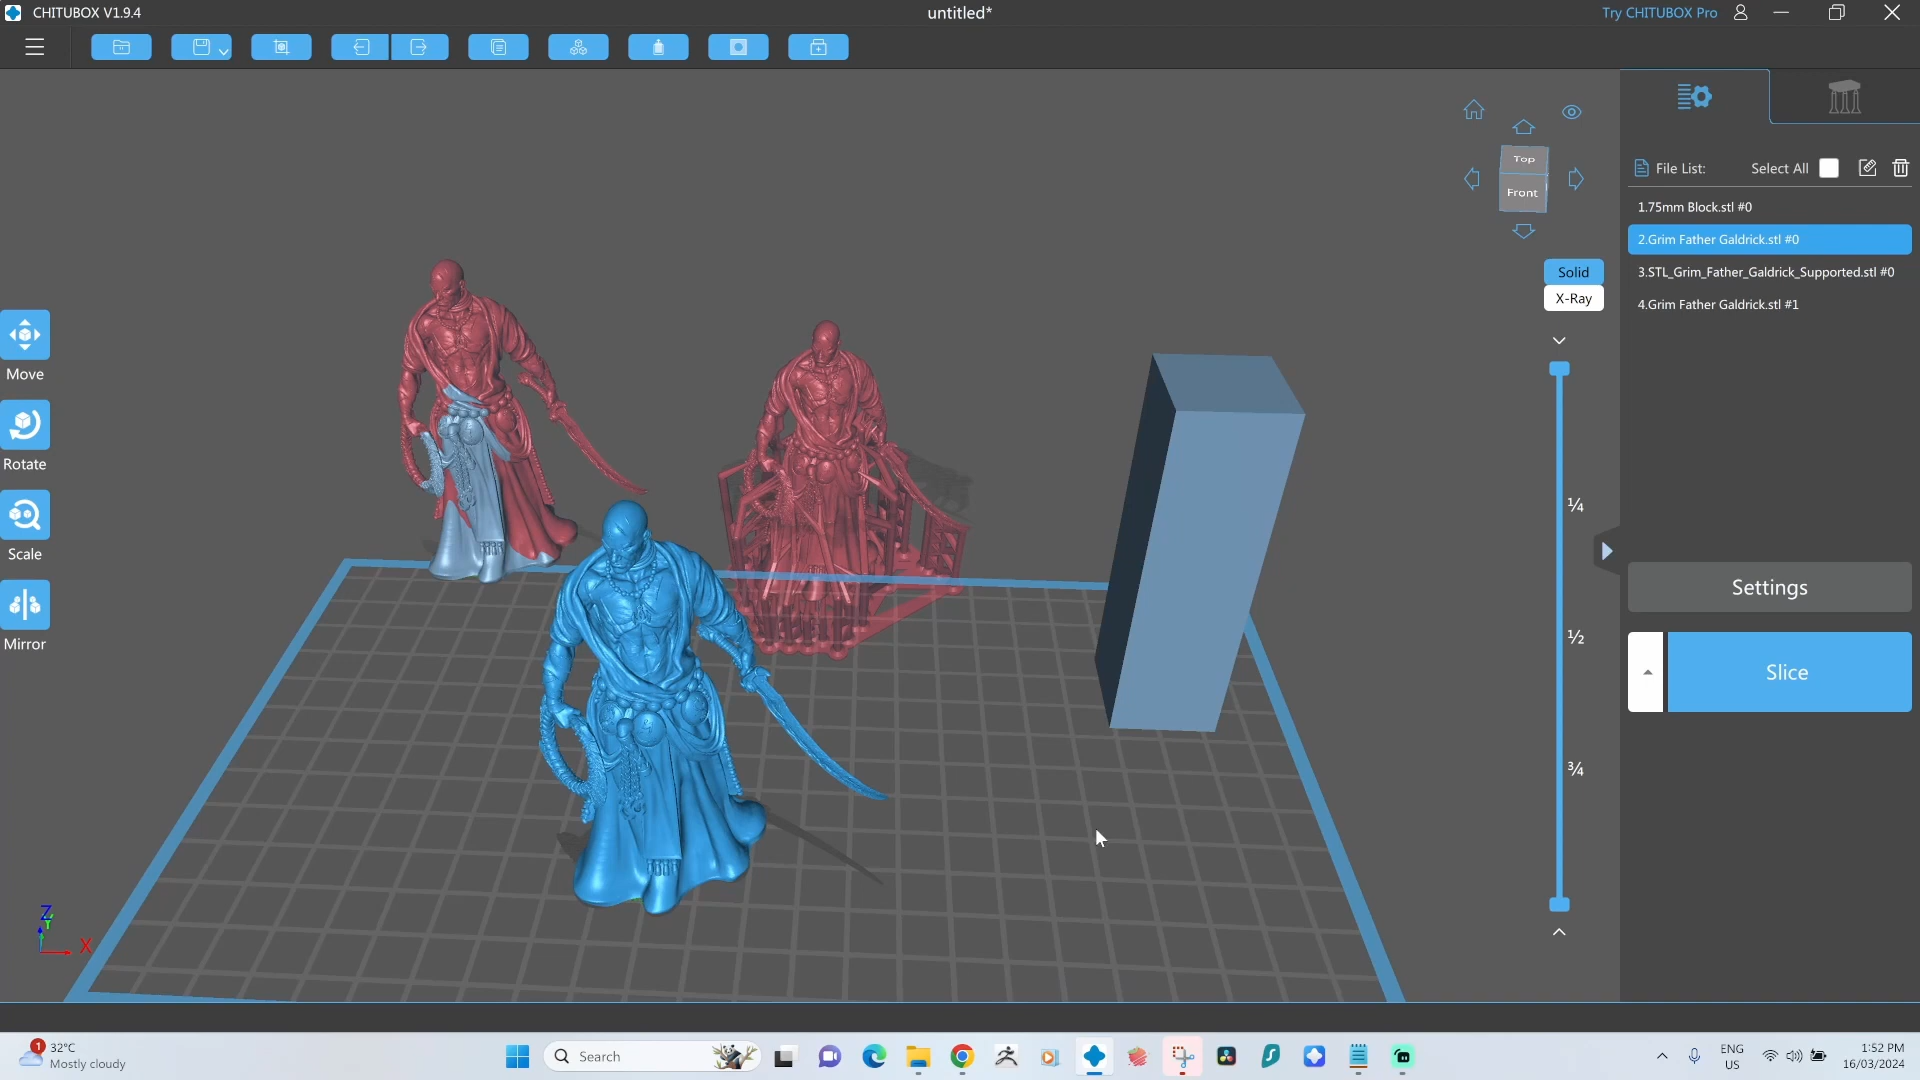 CHITUBOX V1.9.4
untitled*
Try CHITUBOX Pro
Top
Front
Solid
X-Ray
¼
½
¾
Move
Rotate
Scale
Mirror
Z
Y
X
File List:
Select All
1.75mm Block.stl #0
2.Grim Father Galdrick.stl #0
3.STL_Grim_Father_Galdrick_Supported.stl #0
4.Grim Father Galdrick.stl #1
Settings
Slice
1
32°C
Mostly cloudy
Search
ENG
US
1:52 PM
16/03/2024